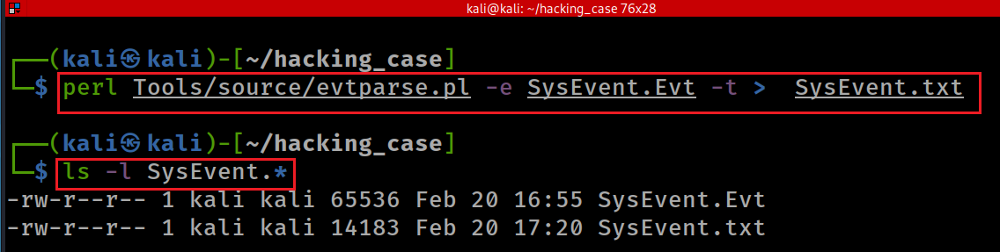 kali@kali: ~/hacking_case 76x28
┌──(kali㉿kali)-[~/hacking_case]
└─$ perl Tools/source/evtparse.pl -e SysEvent.Evt -t >  SysEvent.txt
┌──(kali㉿kali)-[~/hacking_case]
└─$ ls -l SysEvent.*
-rw-r--r-- 1 kali kali 65536 Feb 20 16:55 SysEvent.Evt
-rw-r--r-- 1 kali kali 14183 Feb 20 17:20 SysEvent.txt